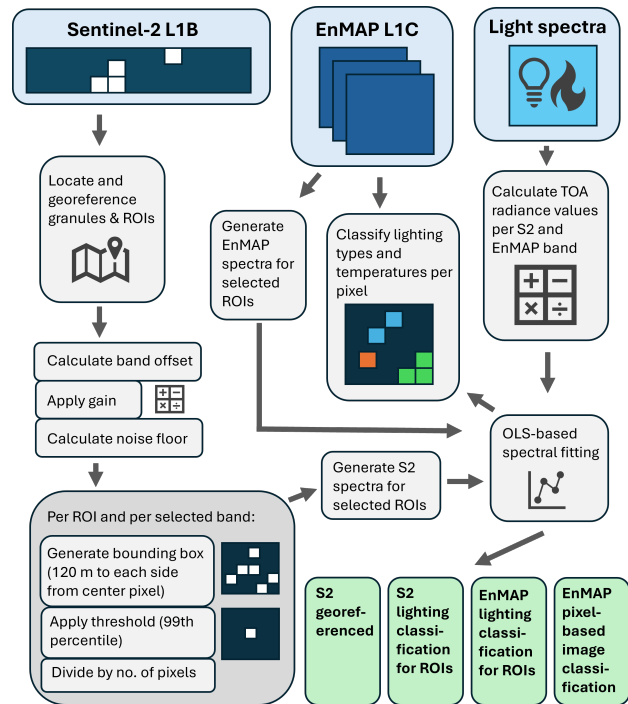 Sentinel-2 L1B
EnMAP L1C
Light spectra
Locate and
georeference
granules & ROIs
Generate
EnMAP
spectra for
selected
ROIs
Classify lighting
types and
temperatures per
pixel
Calculate TOA
radiance values
per S2 and
EnMAP band
Calculate band offset
Apply gain
Calculate noise floor
OLS-based
spectral fitting
Generate S2
spectra for
selected ROIs
Per ROI and per selected band:
Generate bounding box
(120 m to each side
from center pixel)
Apply threshold (99th
percentile)
Divide by no. of pixels
S2
georef-
erenced
S2
lighting
classi-
fication
for ROIs
EnMAP
lighting
classi-
fication
for ROIs
EnMAP
pixel-
based
image
classi-
fication